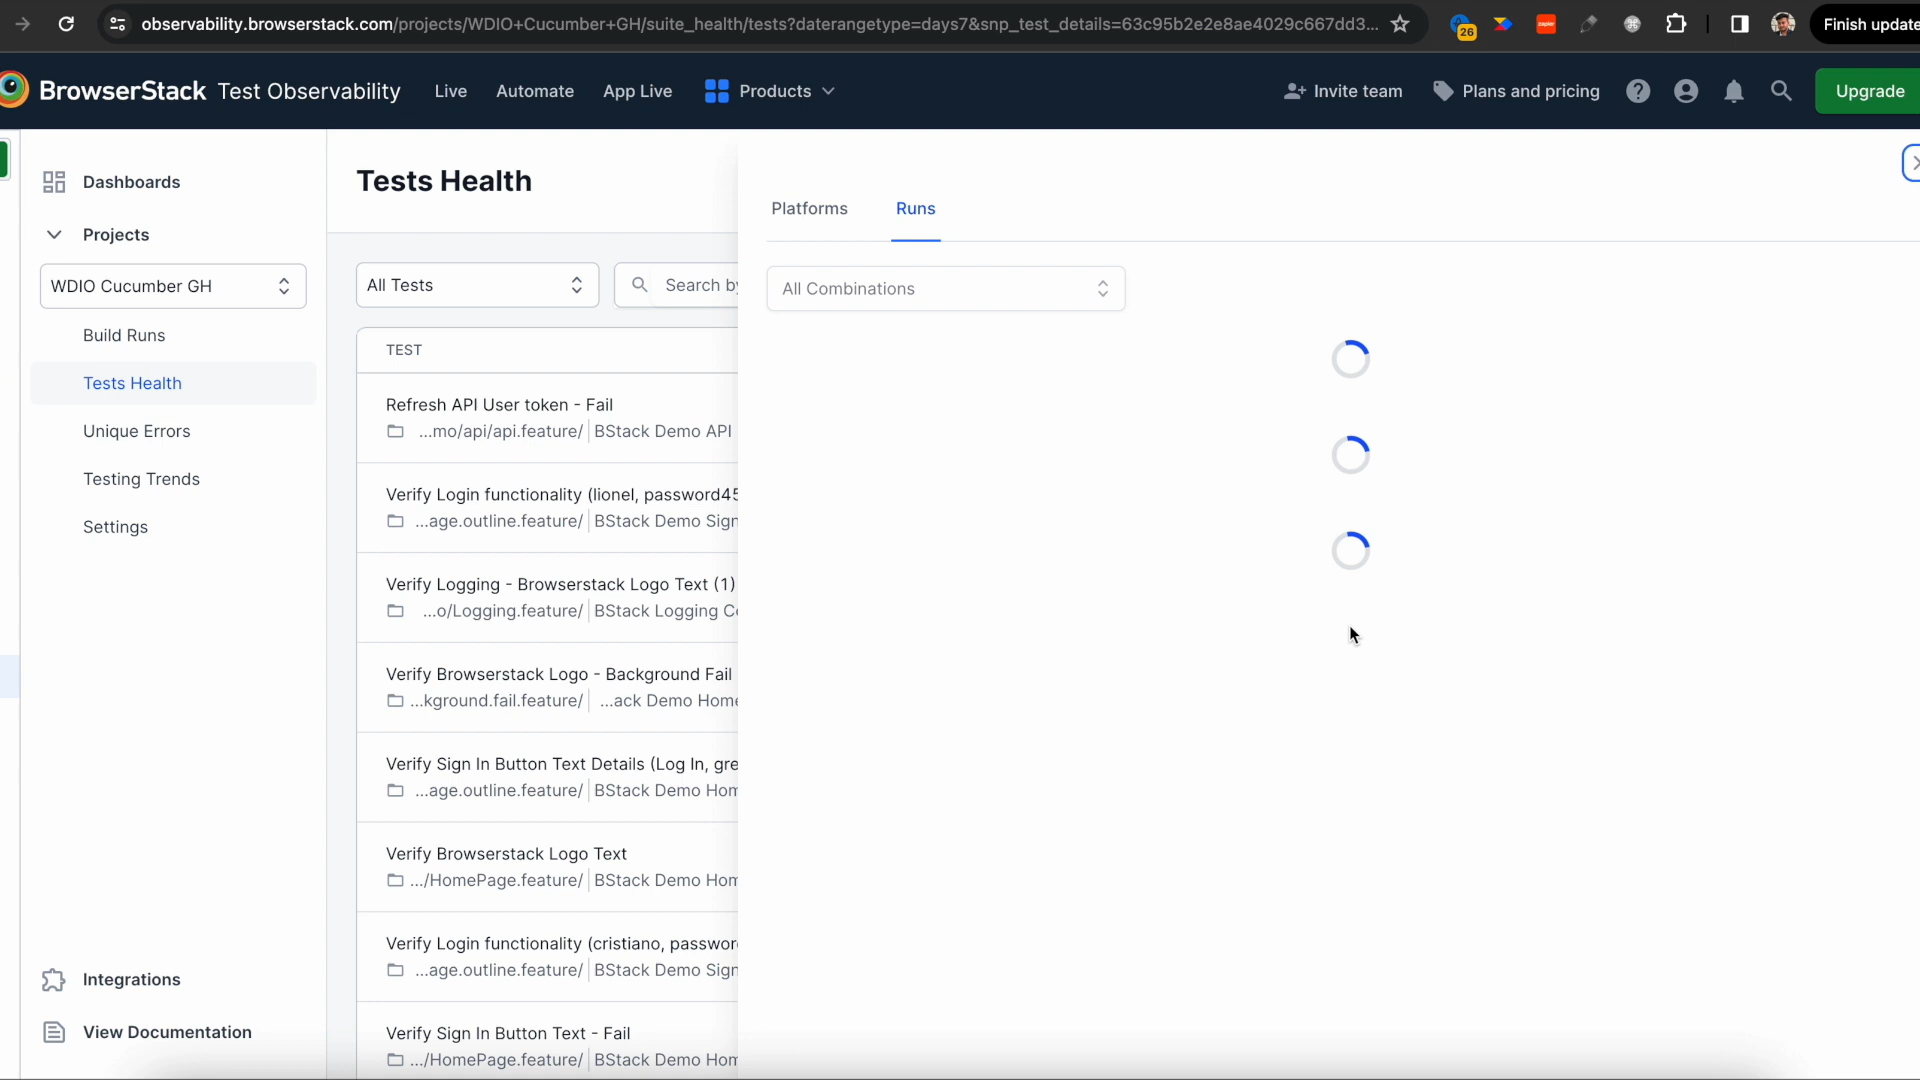 observability.browserstack.com/projects/WDIO+Cucumber+GH/suite_health/tests?daterangetype=days7&snp_test_details=63c95b2e2e8ae4029c667dd3...
26
zapier
Finish update
BrowserStack Test Observability
Live
Automate
App Live
Products
Invite team
Plans and pricing
Upgrade
Dashboards
Projects
WDIO Cucumber GH
Build Runs
Tests Health
Unique Errors
Testing Trends
Settings
Integrations
View Documentation
Tests Health
All Tests
Search by
TEST
Refresh API User token - Fail
...mo/api/api.feature/ BStack Demo API
Verify Login functionality (lionel, password45
...age.outline.feature/ BStack Demo Sign
Verify Logging - Browserstack Logo Text (1)
...o/Logging.feature/ BStack Logging Co
Verify Browserstack Logo - Background Fail
...kground.fail.feature/ ...ack Demo Home
Verify Sign In Button Text Details (Log In, gre
...age.outline.feature/ BStack Demo Hom
Verify Browserstack Logo Text
.../HomePage.feature/ BStack Demo Hom
Verify Login functionality (cristiano, passwor
...age.outline.feature/ BStack Demo Sign
Verify Sign In Button Text - Fail
.../HomePage.feature/ BStack Demo Hom
Platforms
Runs
All Combinations